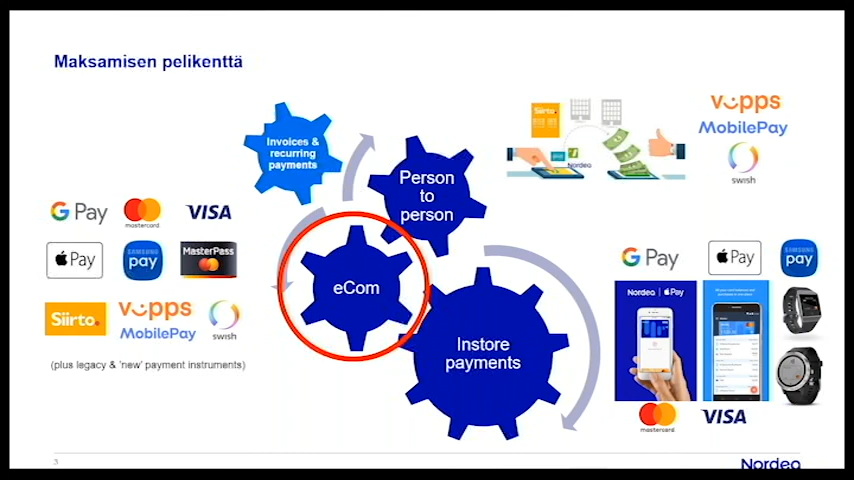 Maksamisen pelikenttä
Invoices &
recurring
payments
Person
to
person
eCom
Instore
payments
G Pay
mastercard
VISA
Pay
SAMSUNG
pay
MasterPass
Siirto.
vipps
MobilePay
swish
(plus legacy & 'new' payment instruments)
Siirto.
Nordea
vipps
MobilePay
swish
G Pay
Pay
SAMSUNG
pay
Nordea | Pay
mastercard
VISA
3
Nordea